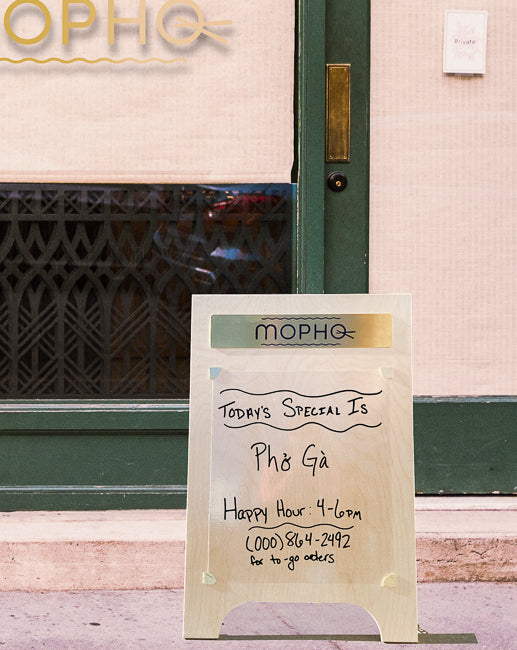 MOPHO
Private
MOPHO
TODAY'S SPECIAL IS
Phở Gà
HAPPY HOUR: 4-6PM
(000) 864-2492
for to-go orders